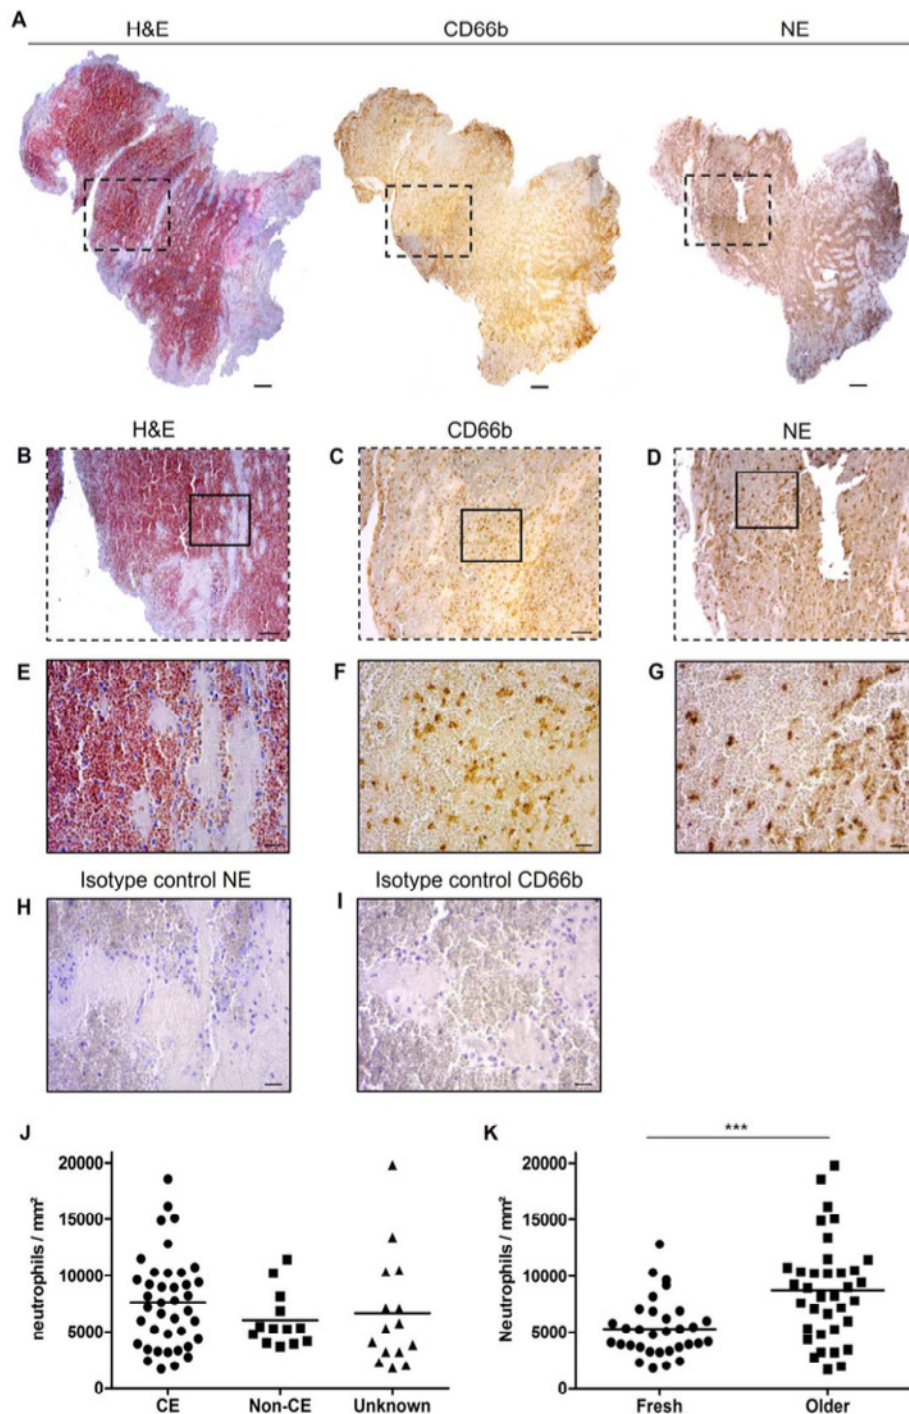 A
H&E CD66b NE
H&E CD66b NE
B C D
E F G
Isotype control NE Isotype control CD66b
H I
J K
***
neutrophils / mm²
20000
15000
10000
5000
0
CE Non-CE Unknown
Neutrophils / mm²
20000
15000
10000
5000
0
Fresh Older